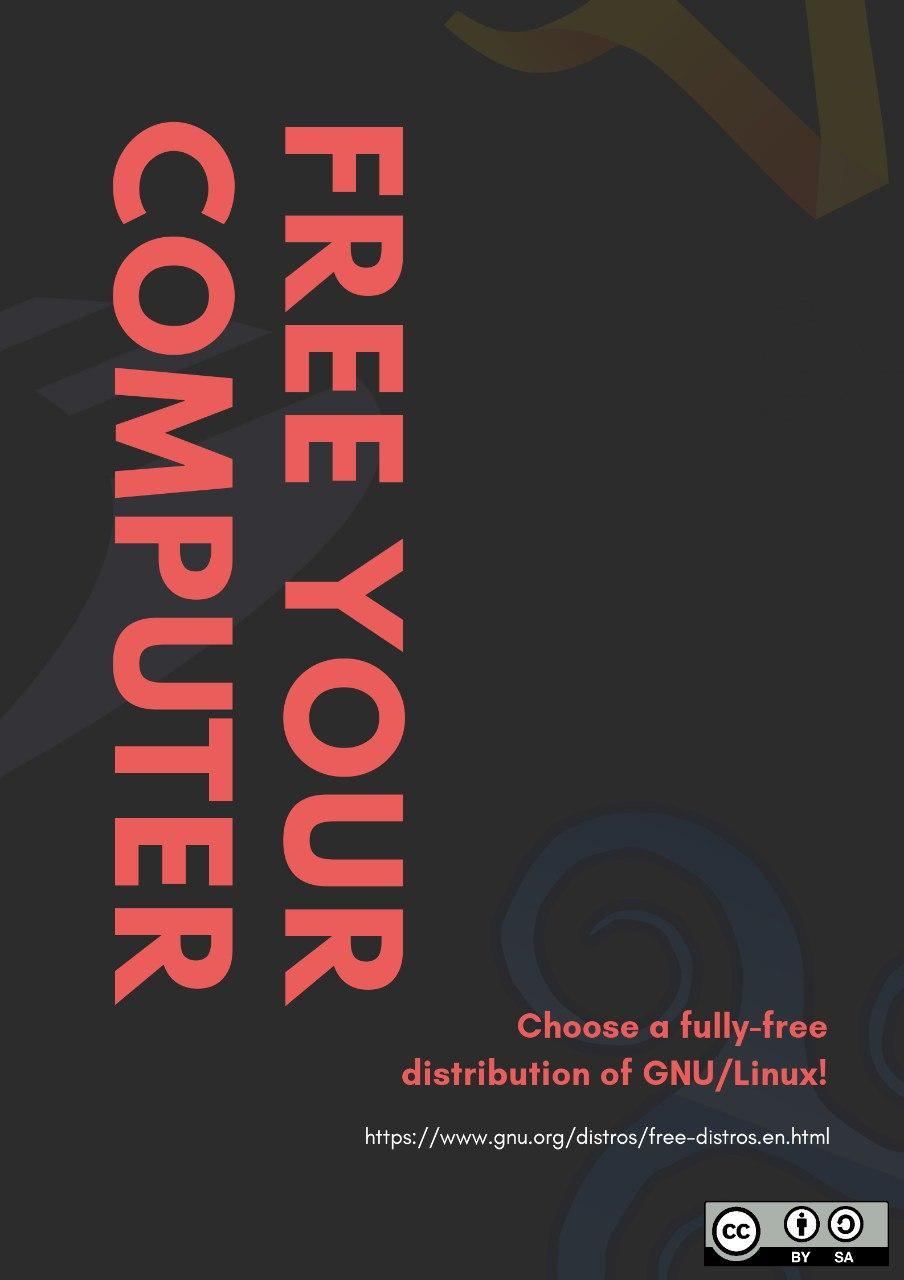 FREE YOUR
COMPUTER
Choose a fully-free
distribution of GNU/Linux!
https://www.gnu.org/distros/free-distros.en.html
cc
BY SA